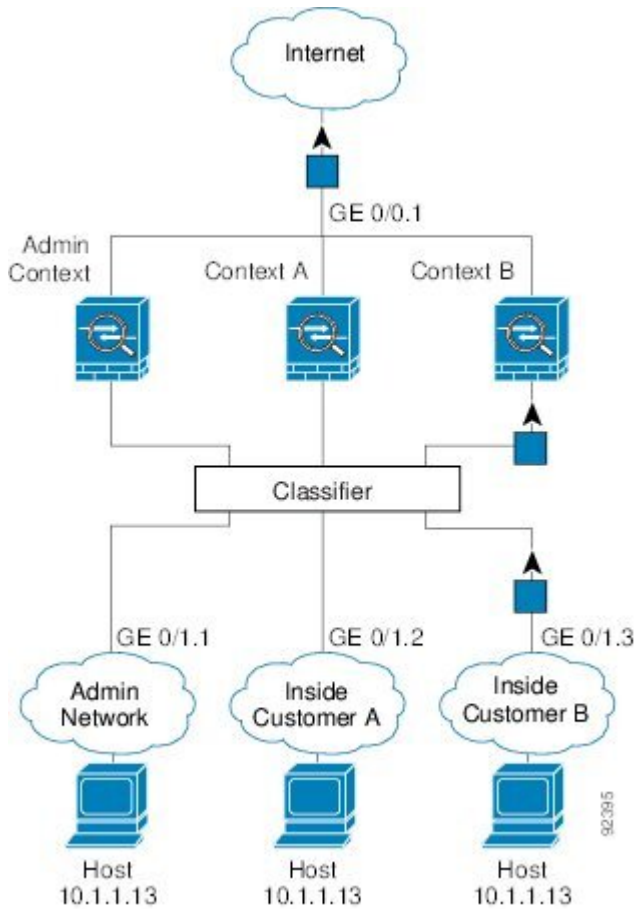 Internet
GE 0/0.1
Admin
Context
Context A
Context B
Classifier
GE 0/1.1
GE 0/1.2
GE 0/1.3
Admin
Network
Inside
Customer A
Inside
Customer B
Host
10.1.1.13
Host
10.1.1.13
Host
10.1.1.13
92395